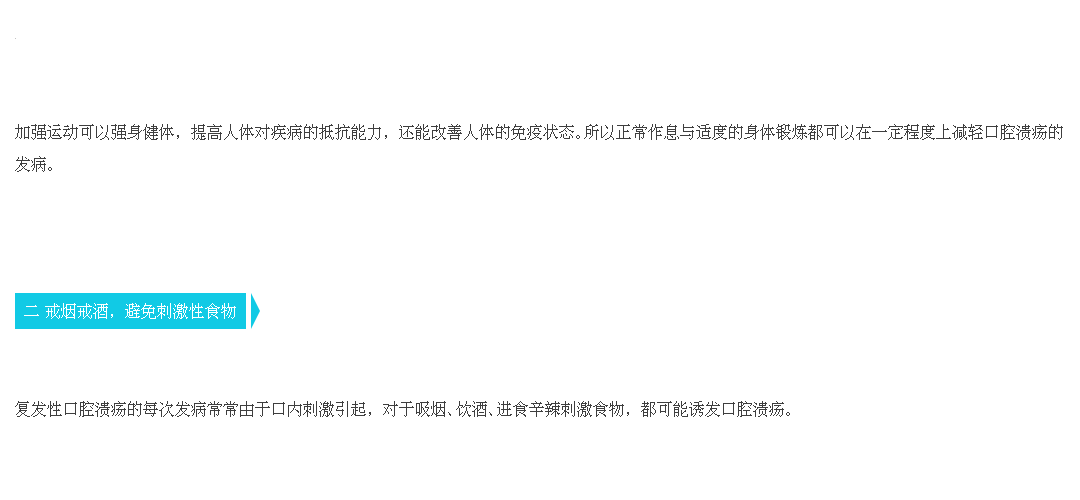 加强运动可以强身健体，提高人体对疾病的抵抗能力，还能改善人体的免疫状态。所以正常作息与适度的身体锻炼都可以在一定程度上减轻口腔溃疡的
发病。
二 戒烟戒酒，避免刺激性食物
复发性口腔溃疡的每次发病常常由于口内刺激引起，对于吸烟、饮酒、进食辛辣刺激食物，都可能诱发口腔溃疡。